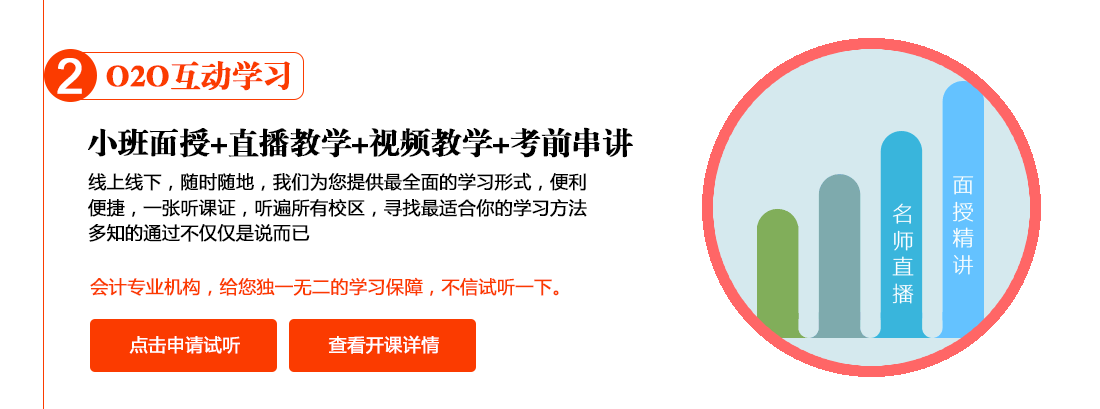 2 O2O互动学习
小班面授+直播教学+视频教学+考前串讲
线上线下，随时随地，我们为您提供最全面的学习形式，便利
便捷，一张听课证，听遍所有校区，寻找最适合你的学习方法
多知的通过不仅仅是说而已
会计专业机构，给您独一无二的学习保障，不信试听一下。
点击申请试听
查看开课详情
名师直播
面授精讲